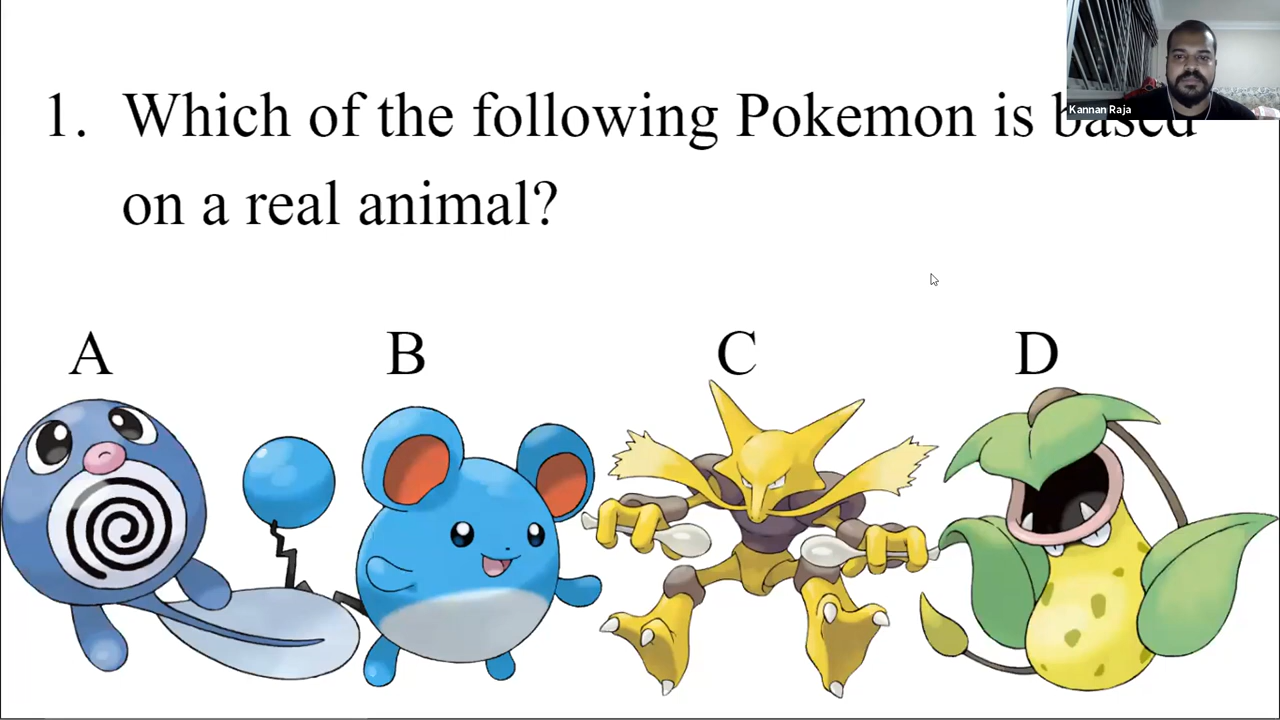 Kannan Raja
1. Which of the following Pokemon is based
on a real animal?
A B C D